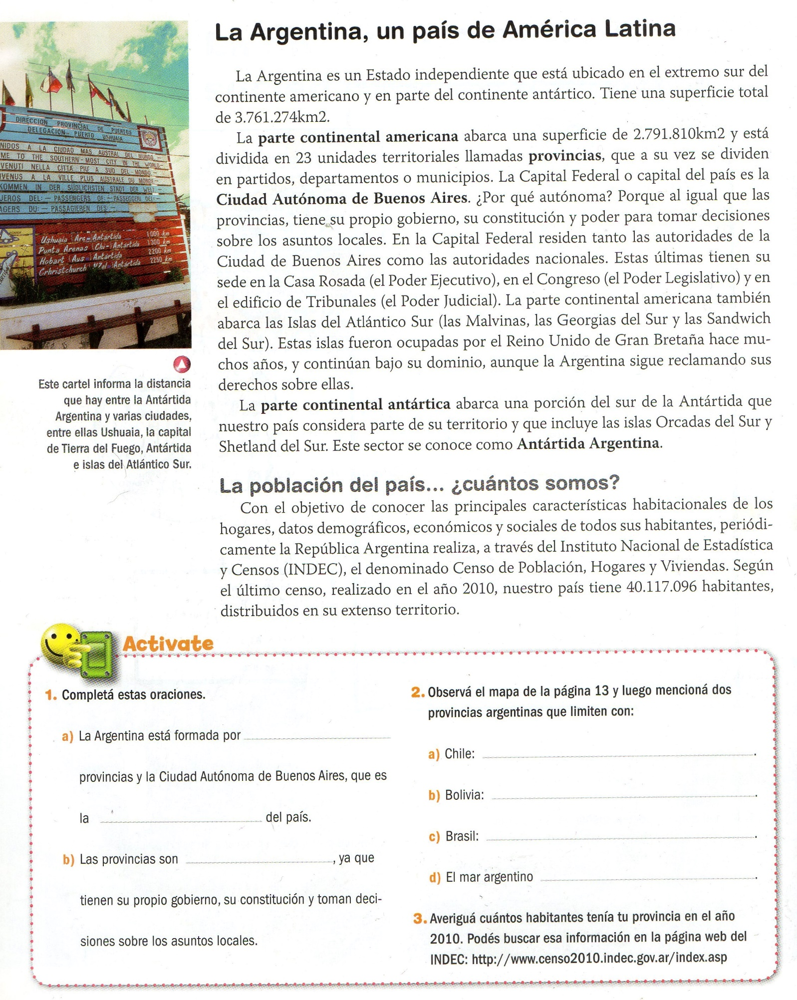 La Argentina, un país de América Latina
La Argentina es un Estado independiente que está ubicado en el extremo sur del
continente americano y en parte del continente antártico. Tiene una superficie total
de 3.761.274km2.
La parte continental americana abarca una superficie de 2.791.810km2 y está
dividida en 23 unidades territoriales llamadas provincias, que a su vez se dividen
en partidos, departamentos o municipios. La Capital Federal o capital del país es la
Ciudad Autónoma de Buenos Aires. ¿Por qué autónoma? Porque al igual que las
provincias, tiene su propio gobierno, su constitución y poder para tomar decisiones
sobre los asuntos locales. En la Capital Federal residen tanto las autoridades de la
Ciudad de Buenos Aires como las autoridades nacionales. Estas últimas tienen su
sede en la Casa Rosada (el Poder Ejecutivo), en el Congreso (el Poder Legislativo) y en
el edificio de Tribunales (el Poder Judicial). La parte continental americana también
abarca las Islas del Atlántico Sur (las Malvinas, las Georgias del Sur y las Sandwich
del Sur). Estas islas fueron ocupadas por el Reino Unido de Gran Bretaña hace mu-
chos años, y continúan bajo su dominio, aunque la Argentina sigue reclamando sus
derechos sobre ellas.
La parte continental antártica abarca una porción del sur de la Antártida que
nuestro país considera parte de su territorio y que incluye las islas Orcadas del Sur y
Shetland del Sur. Este sector se conoce como Antártida Argentina.
DIRECCION PROVINCIAL DE PUERTOS
DELEGACION - PUERTO USHUAIA
NIDOS A LA CIUDAD MAS AUSTRAL DEL MUNDO
ME TO THE SOUTHERN-MOST CITY IN THE WORLD
VENUTI NELLA CITTA PIU A SUD DEL MONDO
VENUS A LA VILLE PLUS AUSTRALE DU MONDE
KOMMEN IN DER SÜDLICHSTEN STADT DER WELT
JEROS DEL: - PASSENGERS OF: - PASSEGGERI DEL: -
AGERS DU: - PASSAGIEREN DES: -
Ushuaia (Arg-Antártida 1000 km
Punta Arenas (Chi-)Antártida 1300 km
Hobart (Aus ) Antártida 2200 km
Crhristchurch Antártida 2250 km
Este cartel informa la distancia
que hay entre la Antártida
Argentina y varias ciudades,
entre ellas Ushuaia, la capital
de Tierra del Fuego, Antártida
e islas del Atlántico Sur.
La población del país... ¿cuántos somos?
Con el objetivo de conocer las principales características habitacionales de los
hogares, datos demográficos, económicos y sociales de todos sus habitantes, periódi-
camente la República Argentina realiza, a través del Instituto Nacional de Estadística
y Censos (INDEC), el denominado Censo de Población, Hogares y Viviendas. Según
el último censo, realizado en el año 2010, nuestro país tiene 40.117.096 habitantes,
distribuidos en su extenso territorio.
Activate
1. Completá estas oraciones.
a) La Argentina está formada por
provincias y la Ciudad Autónoma de Buenos Aires, que es
la del país.
b) Las provincias son , ya que
tienen su propio gobierno, su constitución y toman deci-
siones sobre los asuntos locales.
2. Observá el mapa de la página 13 y luego mencioná dos
provincias argentinas que limiten con:
a) Chile: .
b) Bolivia: .
c) Brasil: .
d) El mar argentino .
3. Averiguá cuántos habitantes tenía tu provincia en el año
2010. Podés buscar esa información en la página web del
INDEC: http://www.censo2010.indec.gov.ar/index.asp